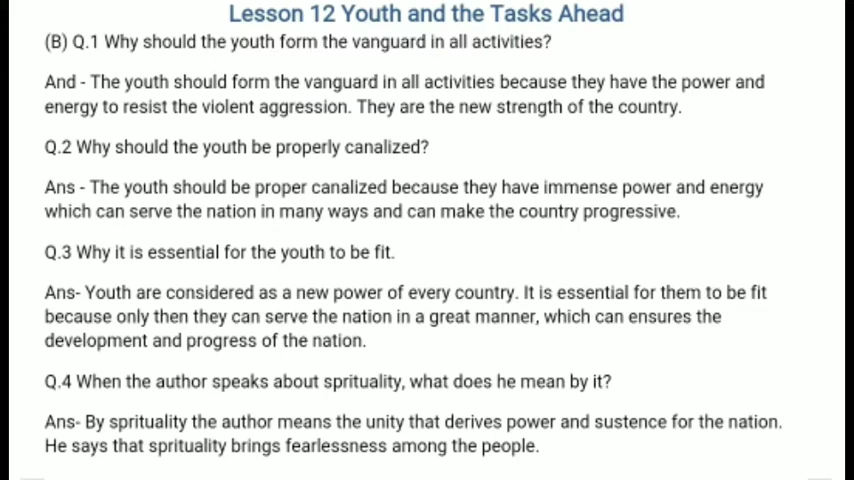 Lesson 12 Youth and the Tasks Ahead
(B) Q.1 Why should the youth form the vanguard in all activities?
And - The youth should form the vanguard in all activities because they have the power and
energy to resist the violent aggression. They are the new strength of the country.
Q.2 Why should the youth be properly canalized?
Ans - The youth should be proper canalized because they have immense power and energy
which can serve the nation in many ways and can make the country progressive.
Q.3 Why it is essential for the youth to be fit.
Ans- Youth are considered as a new power of every country. It is essential for them to be fit
because only then they can serve the nation in a great manner, which can ensures the
development and progress of the nation.
Q.4 When the author speaks about sprituality, what does he mean by it?
Ans- By sprituality the author means the unity that derives power and sustence for the nation.
He says that sprituality brings fearlessness among the people.